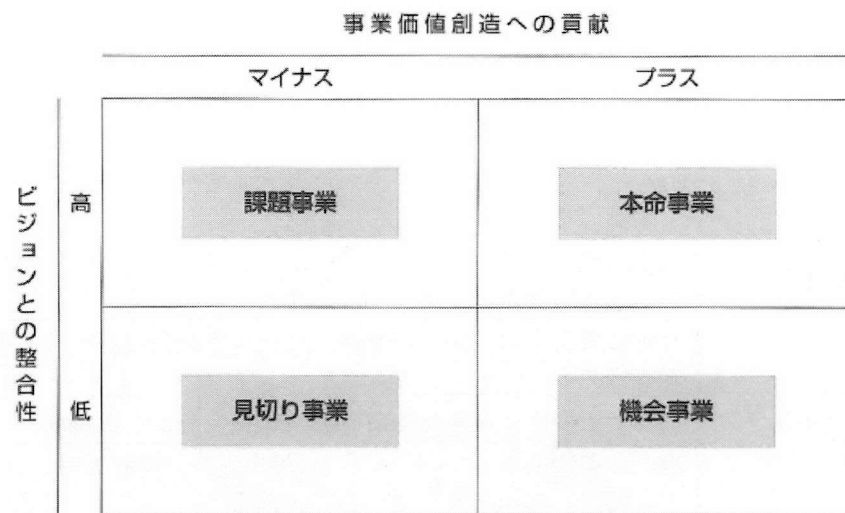 事業価値創造への貢献
マイナス
プラス
ビジョンとの整合性
高
課題事業
本命事業
低
見切り事業
機会事業